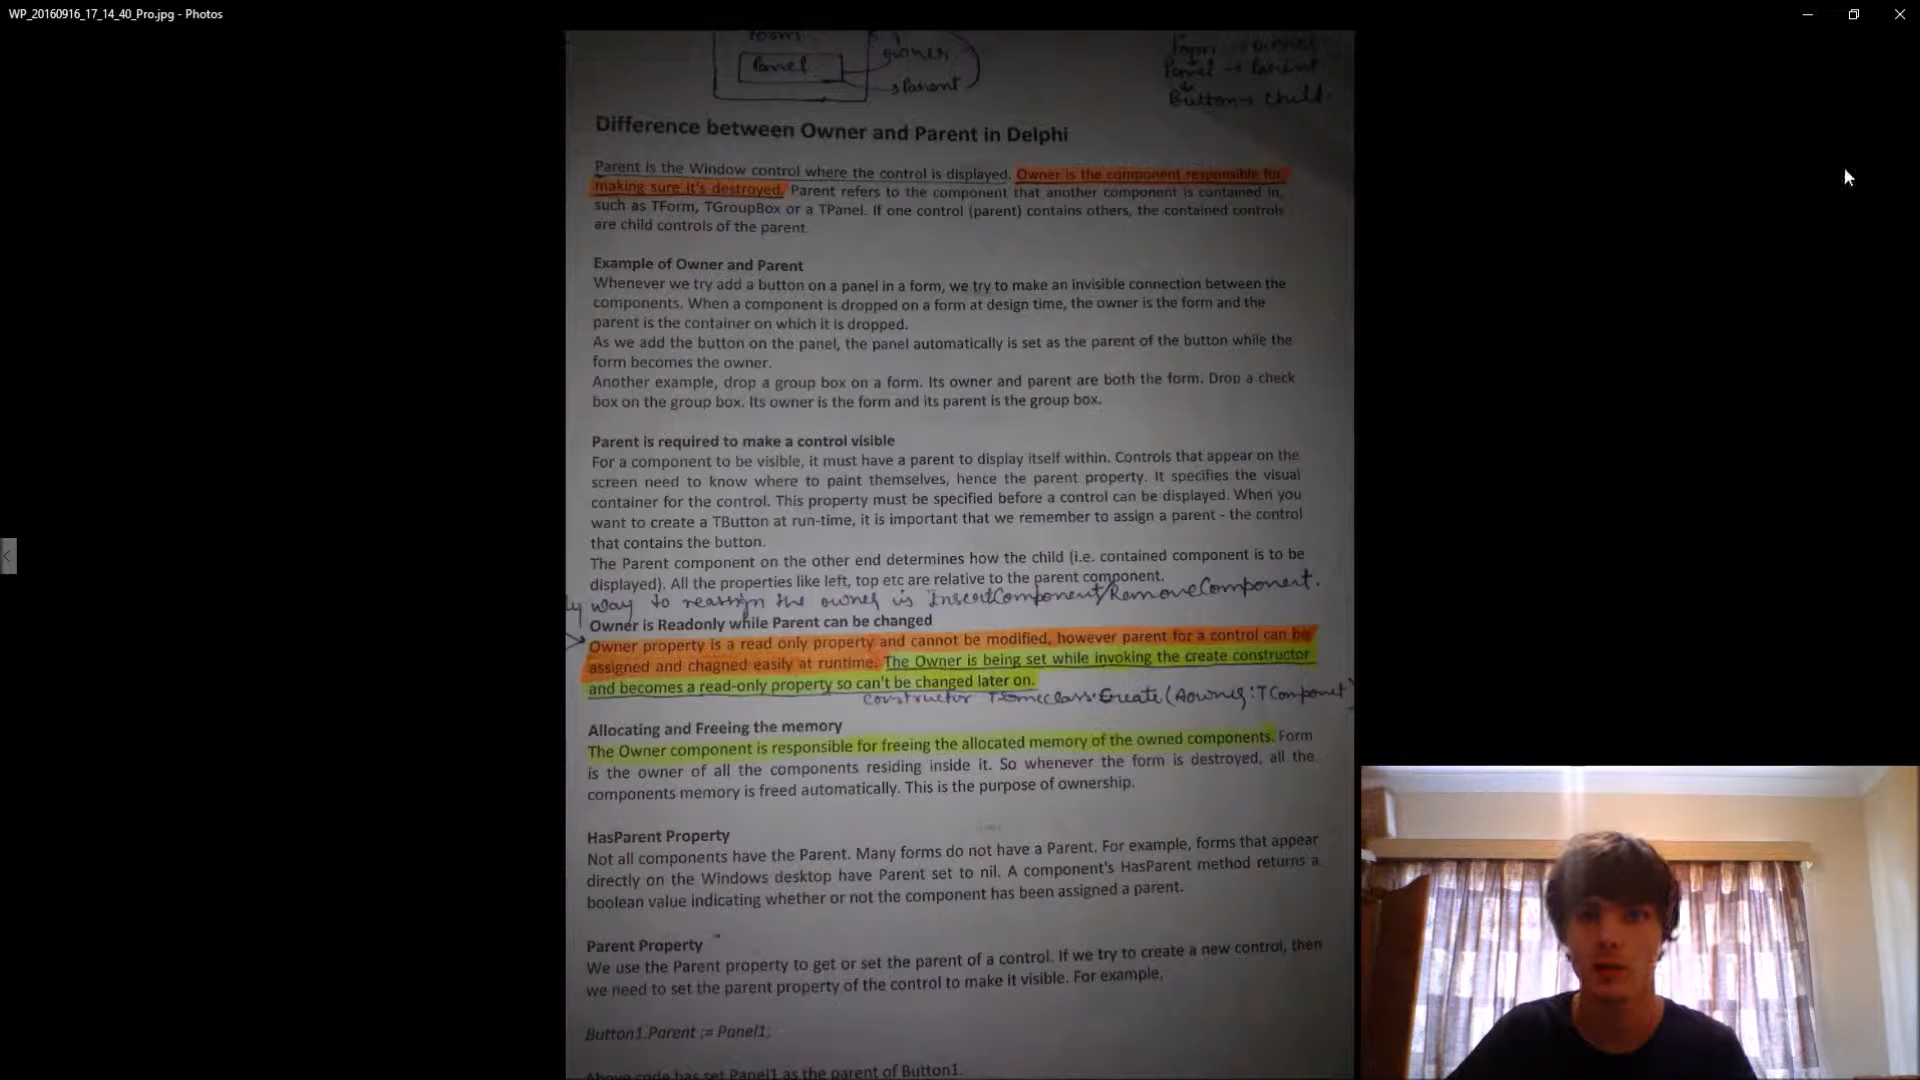 WP_20160916_17_14_40_Pro.jpg - Photos
Room
Panel
owner
→ Parent
Form → owner
Panel → Parent
Button → child.
Difference between Owner and Parent in Delphi
Parent is the Window control where the control is displayed. Owner is the component responsible for
making sure it's destroyed. Parent refers to the component that another component is contained in,
such as TForm, TGroupBox or a TPanel. If one control (parent) contains others, the contained controls
are child controls of the parent.
Example of Owner and Parent
Whenever we try add a button on a panel in a form, we try to make an invisible connection between the
components. When a component is dropped on a form at design time, the owner is the form and the
parent is the container on which it is dropped.
As we add the button on the panel, the panel automatically is set as the parent of the button while the
form becomes the owner.
Another example, drop a group box on a form. Its owner and parent are both the form. Drop a check
box on the group box. Its owner is the form and its parent is the group box.
Parent is required to make a control visible
For a component to be visible, it must have a parent to display itself within. Controls that appear on the
screen need to know where to paint themselves, hence the parent property. It specifies the visual
container for the control. This property must be specified before a control can be displayed. When you
want to create a TButton at run-time, it is important that we remember to assign a parent - the control
that contains the button.
The Parent component on the other end determines how the child (i.e. contained component is to be
displayed). All the properties like left, top etc are relative to the parent component.
way to reassign the owner is InsertComponent/RemoveComponent.
Owner is Readonly while Parent can be changed
Owner property is a read only property and cannot be modified, however parent for a control can be
assigned and chagned easily at runtime. The Owner is being set while invoking the create constructor
and becomes a read-only property so can't be changed later on.
constructor TSomeclass.Create(Aowner:TComponet)
Allocating and Freeing the memory
The Owner component is responsible for freeing the allocated memory of the owned components. Form
is the owner of all the components residing inside it. So whenever the form is destroyed, all the
components memory is freed automatically. This is the purpose of ownership.
HasParent Property
Not all components have the Parent. Many forms do not have a Parent. For example, forms that appear
directly on the Windows desktop have Parent set to nil. A component's HasParent method returns a
boolean value indicating whether or not the component has been assigned a parent.
Parent Property
We use the Parent property to get or set the parent of a control. If we try to create a new control, then
we need to set the parent property of the control to make it visible. For example,
Button1.Parent := Panel1;
Above code has set Panel1 as the parent of Button1.